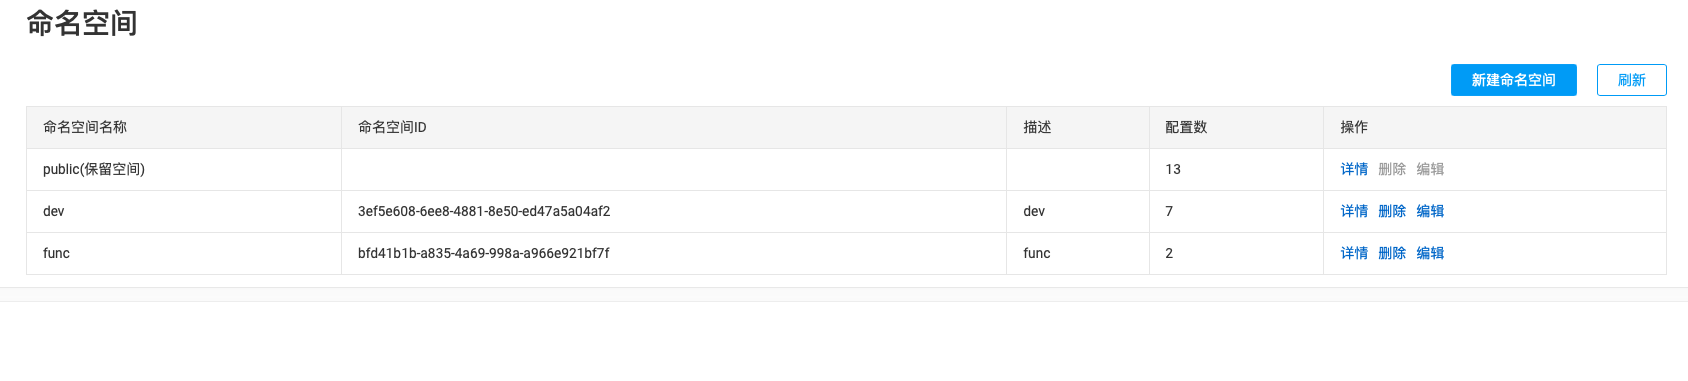 命名空间
新建命名空间 刷新
命名空间名称 命名空间ID 描述 配置数 操作
public(保留空间) 13 详情 删除 编辑
dev 3ef5e608-6ee8-4881-8e50-ed47a5a04af2 dev 7 详情 删除 编辑
func bfd41b1b-a835-4a69-998a-a966e921bf7f func 2 详情 删除 编辑